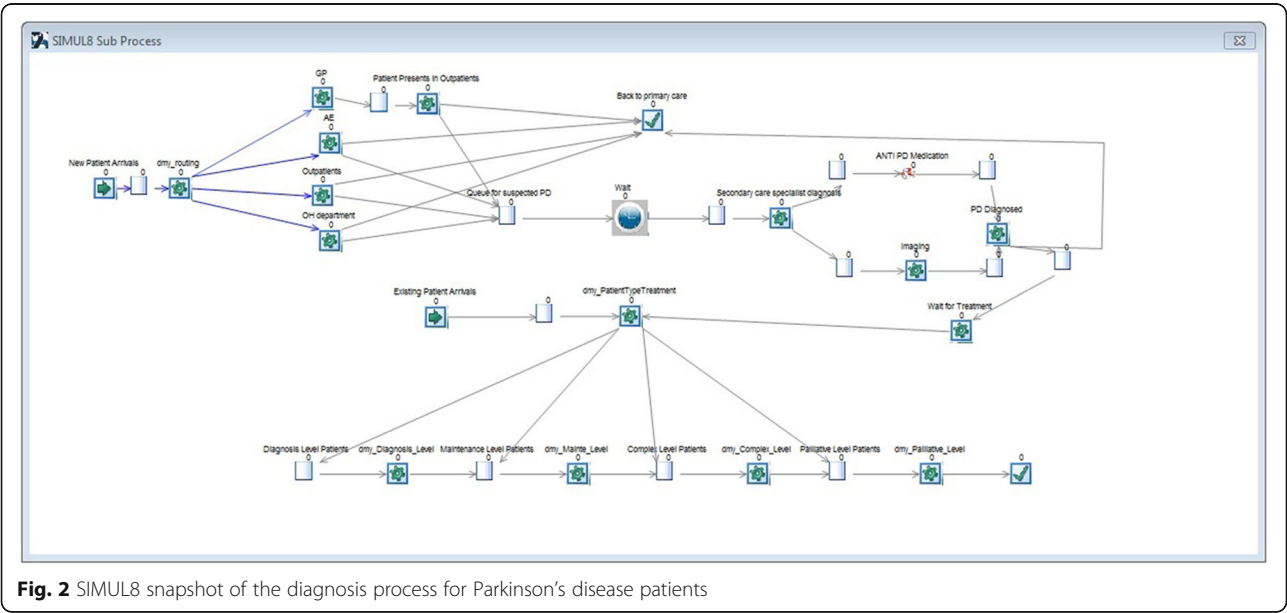 SIMUL8 Sub Process
GP
0
Patient Presents in Outpatients
0
0
Back to primary care
0
AE
0
New Patient Arrivals
0
0
dmy_routing
0
Outpatients
0
OH department
0
Queue for suspected PD
0
Wait
0
0
Secondary care specialist diagnosis
0
0
ANTI PD Medication
0
0
PD Diagnosed
0
0
Imaging
0
0
0
Existing Patient Arrivals
0
0
dmy_PatientTypeTreatment
0
Wait for Treatment
0
Diagnosis Level Patients
0
dmy_Diagnosis_Level
0
Maintenance Level Patients
0
dmy_Mainte_Level
0
Complex Level Patients
0
dmy_Complex_Level
0
Palliative Level Patients
0
dmy_Palliative_Level
0
0
Fig. 2 SIMUL8 snapshot of the diagnosis process for Parkinson's disease patients